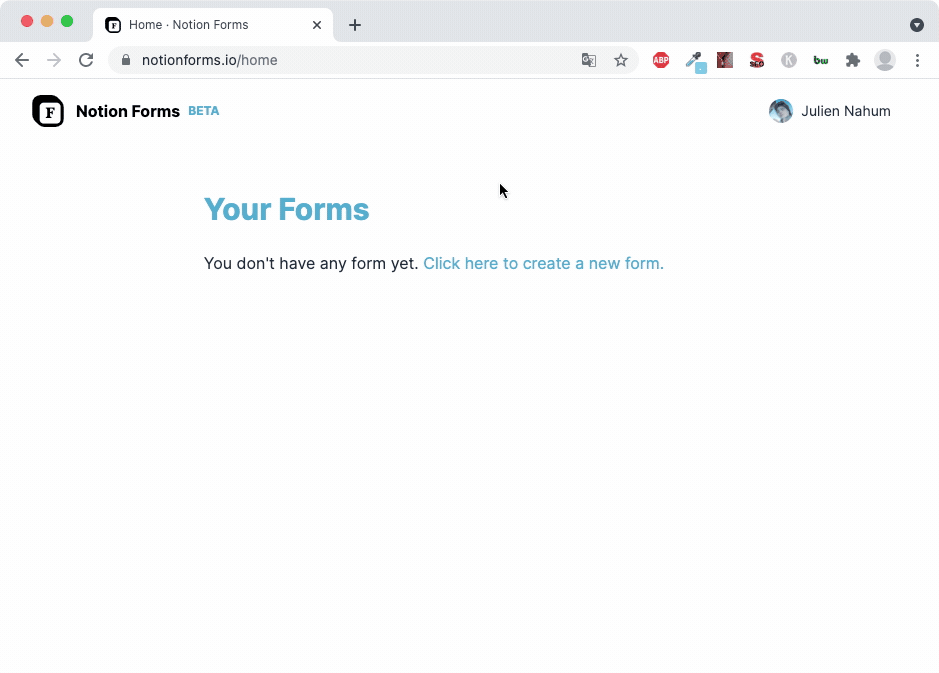 Home · Notion Forms
notionforms.io/home
ABP
SEO
K
bw
F
Notion Forms BETA
Julien Nahum
Your Forms
You don't have any form yet. Click here to create a new form.